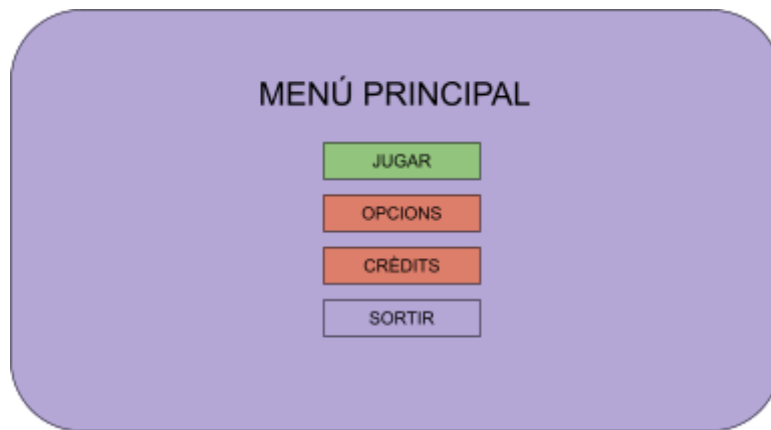 MENÚ PRINCIPAL
JUGAR
OPCIONS
CRÈDITS
SORTIR